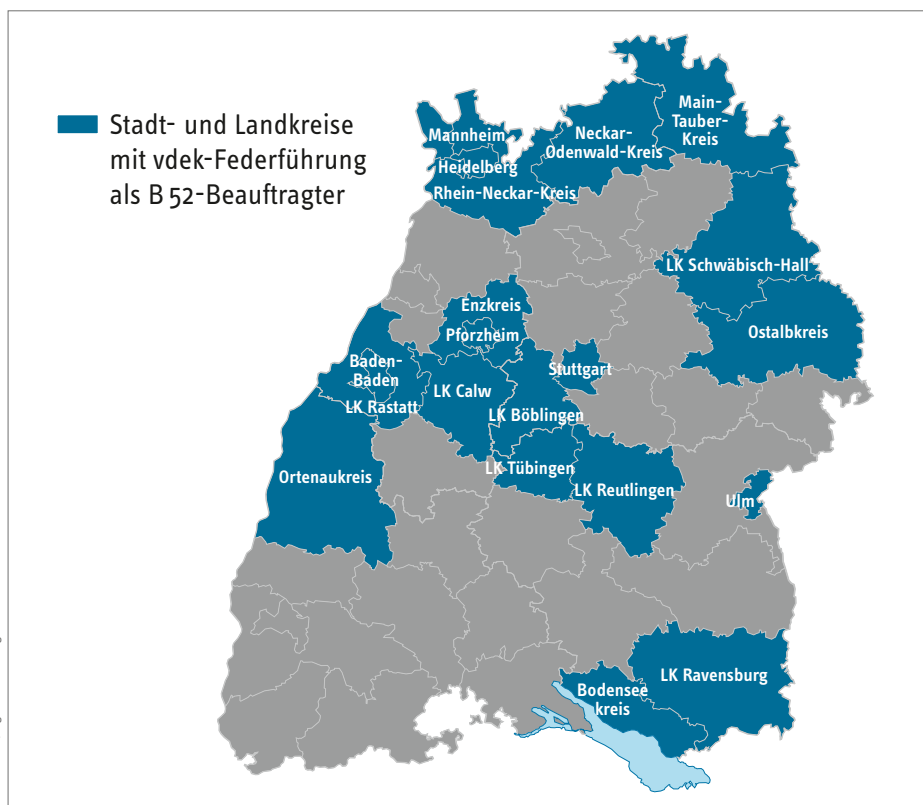 Stadt- und Landkreise
mit vdek-Federführung
als B 52-Beauftragter
Mannheim
Heidelberg
Rhein-Neckar-Kreis
Neckar-
Odenwald-Kreis
Main-
Tauber-
Kreis
LK Schwäbisch-Hall
Ostalbkreis
Enzkreis
Pforzheim
Stuttgart
Baden-
Baden
LK Rastatt
LK Calw
LK Böblingen
LK Tübingen
LK Reutlingen
Ortenaukreis
Ulm
LK Ravensburg
Bodensee
kreis